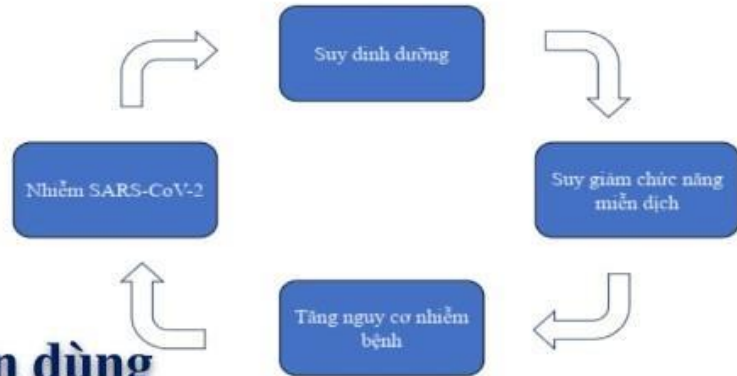 Suy dinh dưỡng
Nhiễm SARS-CoV-2
Suy giảm chức năng
miễn dịch
Tăng nguy cơ nhiễm
bệnh
dùng